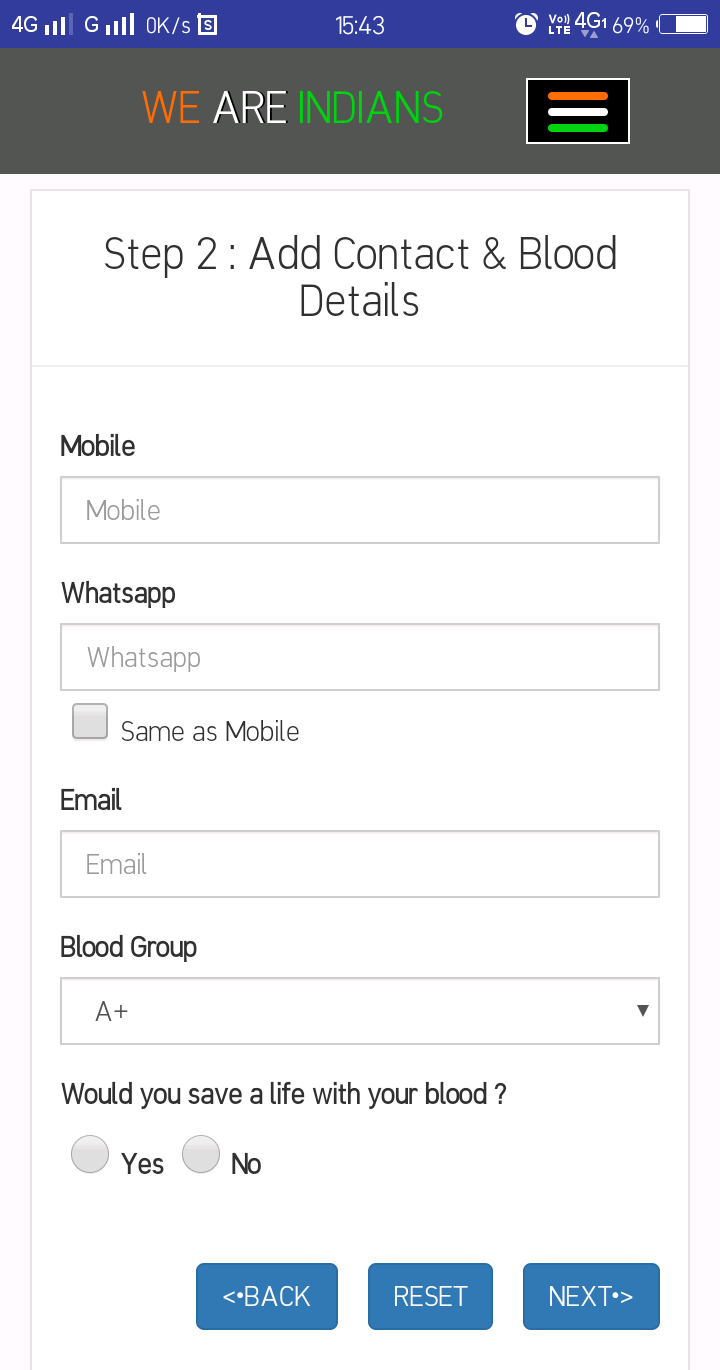 4G G 0K/s S 15:43 Vo)) LTE 4G1 69%
WE ARE INDIANS
Step 2 : Add Contact & Blood
Details
Mobile
Mobile
Whatsapp
Whatsapp
Same as Mobile
Email
Email
Blood Group
A+
Would you save a life with your blood ?
Yes No
<•BACK RESET NEXT•>